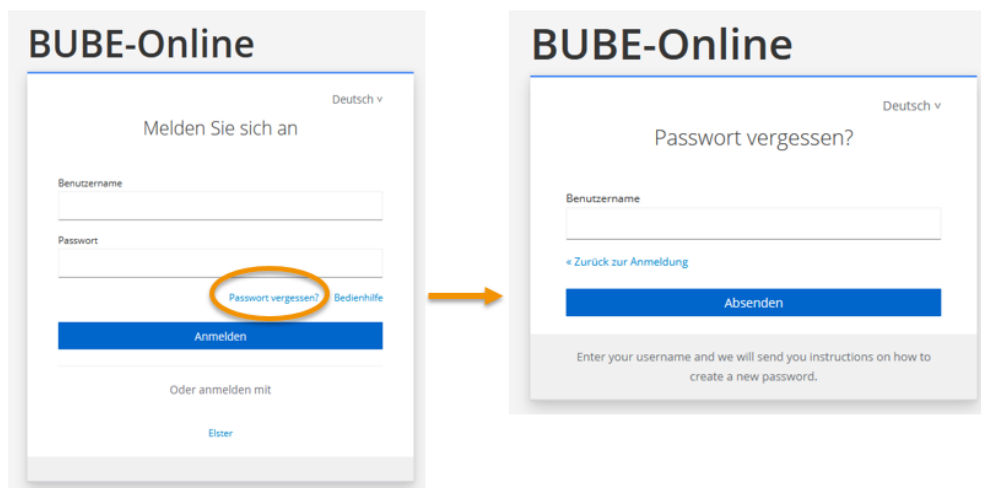 BUBE-Online
Deutsch ˅
Melden Sie sich an
Benutzername
Passwort
Passwort vergessen? Bedienhilfe
Anmelden
Oder anmelden mit
Elster
BUBE-Online
Deutsch ˅
Passwort vergessen?
Benutzername
« Zurück zur Anmeldung
Absenden
Enter your username and we will send you instructions on how to
create a new password.